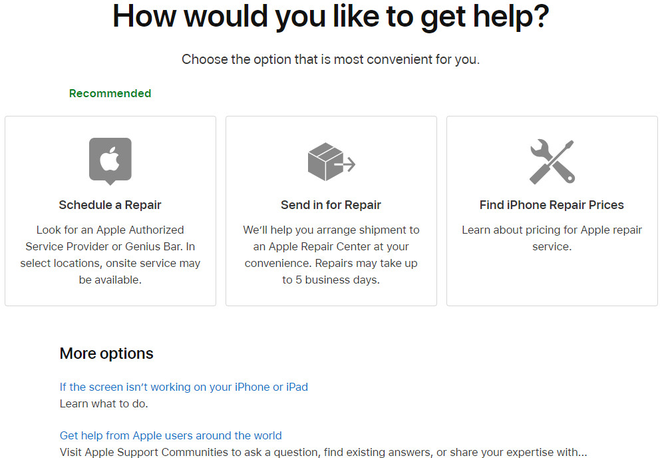 How would you like to get help?
Choose the option that is most convenient for you.
Recommended
Schedule a Repair
Look for an Apple Authorized
Service Provider or Genius Bar. In
select locations, onsite service may
be available.
Send in for Repair
We'll help you arrange shipment to
an Apple Repair Center at your
convenience. Repairs may take up
to 5 business days.
Find iPhone Repair Prices
Learn about pricing for Apple repair
service.
More options
If the screen isn't working on your iPhone or iPad
Learn what to do.
Get help from Apple users around the world
Visit Apple Support Communities to ask a question, find existing answers, or share your expertise with...